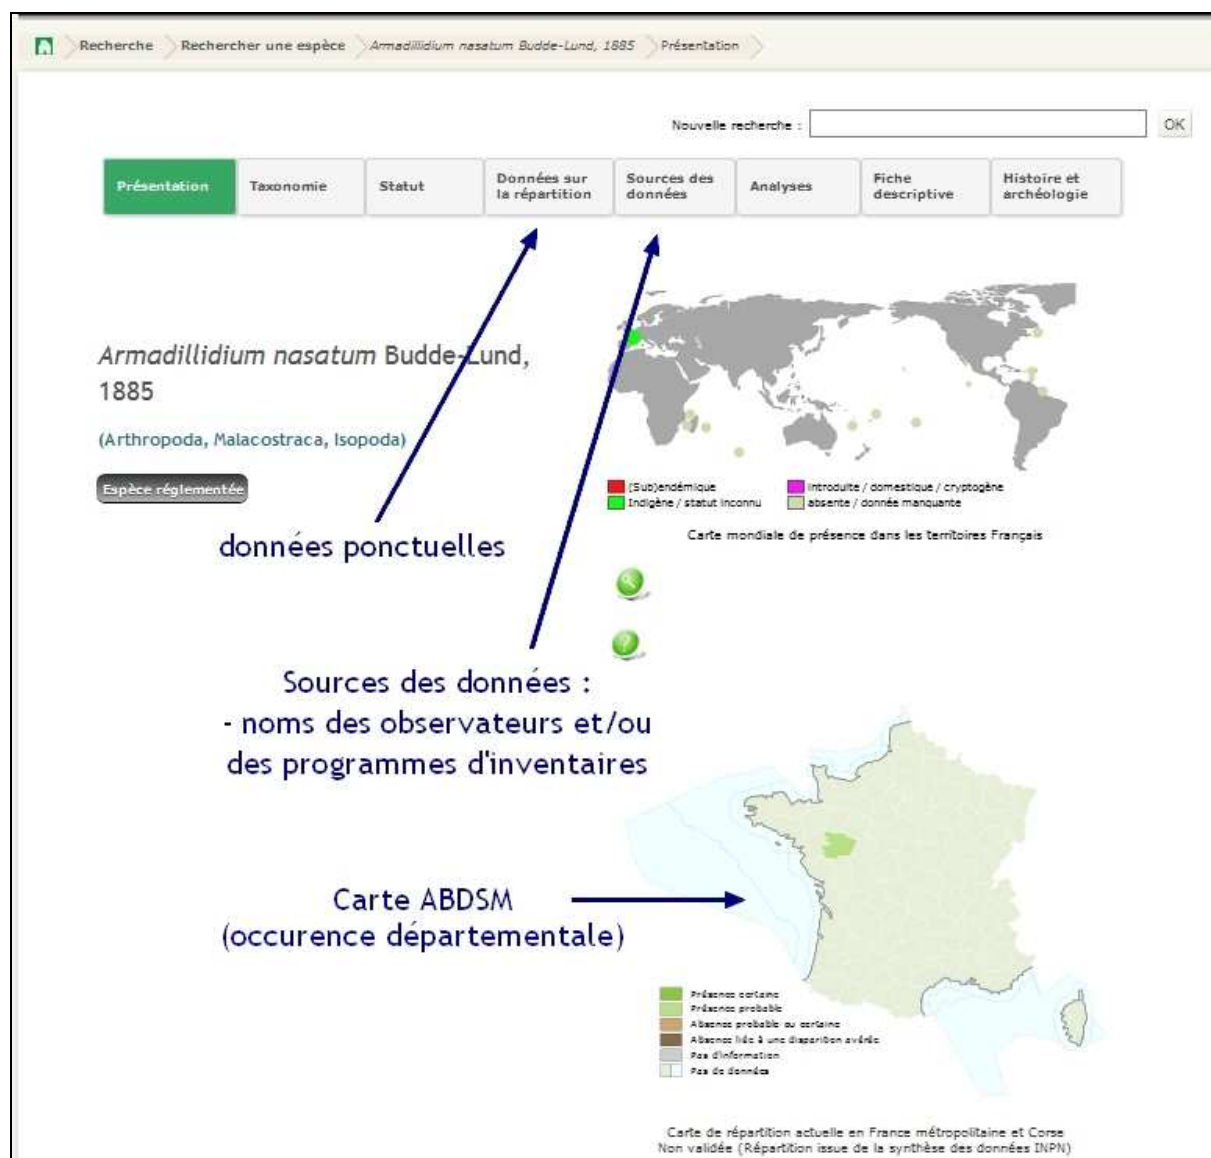 Recherche Rechercher une espèce Armadillidium nasatum Budde-Lund, 1885 Présentation
Nouvelle recherche : OK
Présentation
Taxonomie
Statut
Données sur
la répartition
Sources des
données
Analyses
Fiche
descriptive
Histoire et
archéologie
Armadillidium nasatum Budde-Lund,
1885
(Arthropoda, Malacostraca, Isopoda)
Espèce réglementée
(Sub)endémique
Indigène / statut inconnu
introduite / domestique / cryptogène
absente / donnée manquante
Carte mondiale de présence dans les territoires Français
données ponctuelles
Sources des données :
- noms des observateurs et/ou
des programmes d'inventaires
Carte ABDSM
(occurence départementale)
Présence certaine
Présence probable
Absence probable ou certaine
Absence liée à une disparition avérée
Pas d'information
Pas de données
Carte de répartition actuelle en France métropolitaine et Corse
Non validée (Répartition issue de la synthèse des données INPN)